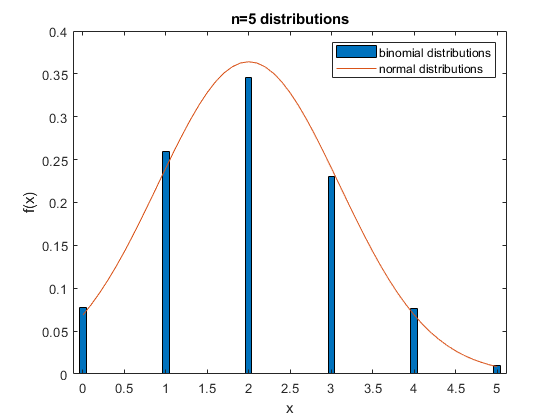 n=5 distributions
binomial distributions
normal distributions
f(x)
0.4
0.35
0.3
0.25
0.2
0.15
0.1
0.05
0
0 0.5 1 1.5 2 2.5 3 3.5 4 4.5 5
x